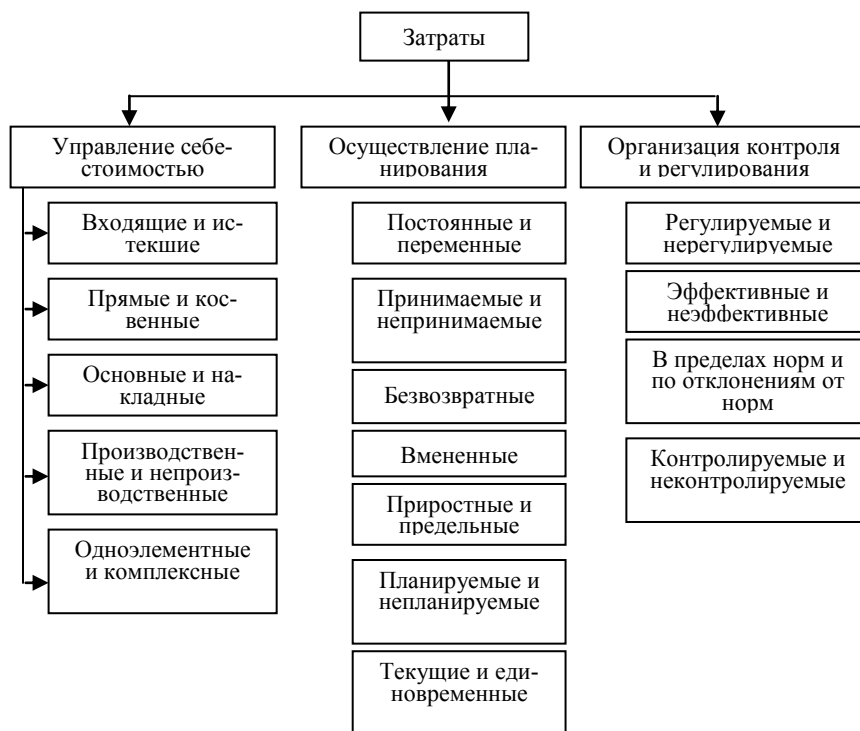 Затраты
Управление себе-
стоимостью
Входящие и ис-
текшие
Прямые и кос-
венные
Основные и на-
кладные
Производствен-
ные и непроиз-
водственные
Одноэлементные
и комплексные
Осуществление пла-
нирования
Постоянные и
переменные
Принимаемые и
непринимаемые
Безвозвратные
Вмененные
Приростные и
предельные
Планируемые и
непланируемые
Текущие и еди-
новременные
Организация контроля
и регулирования
Регулируемые и
нерегулируемые
Эффективные и
неэффективные
В пределах норм и
по отклонениям от
норм
Контролируемые и
неконтролируемые